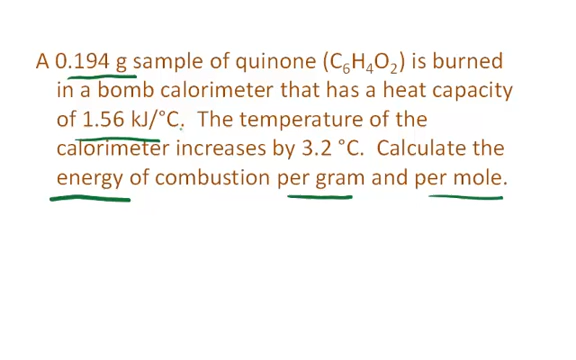 A 0.194 g sample of quinone (C₆H₄O₂) is burned
in a bomb calorimeter that has a heat capacity
of 1.56 kJ/°C. The temperature of the
calorimeter increases by 3.2 °C. Calculate the
energy of combustion per gram and per mole.